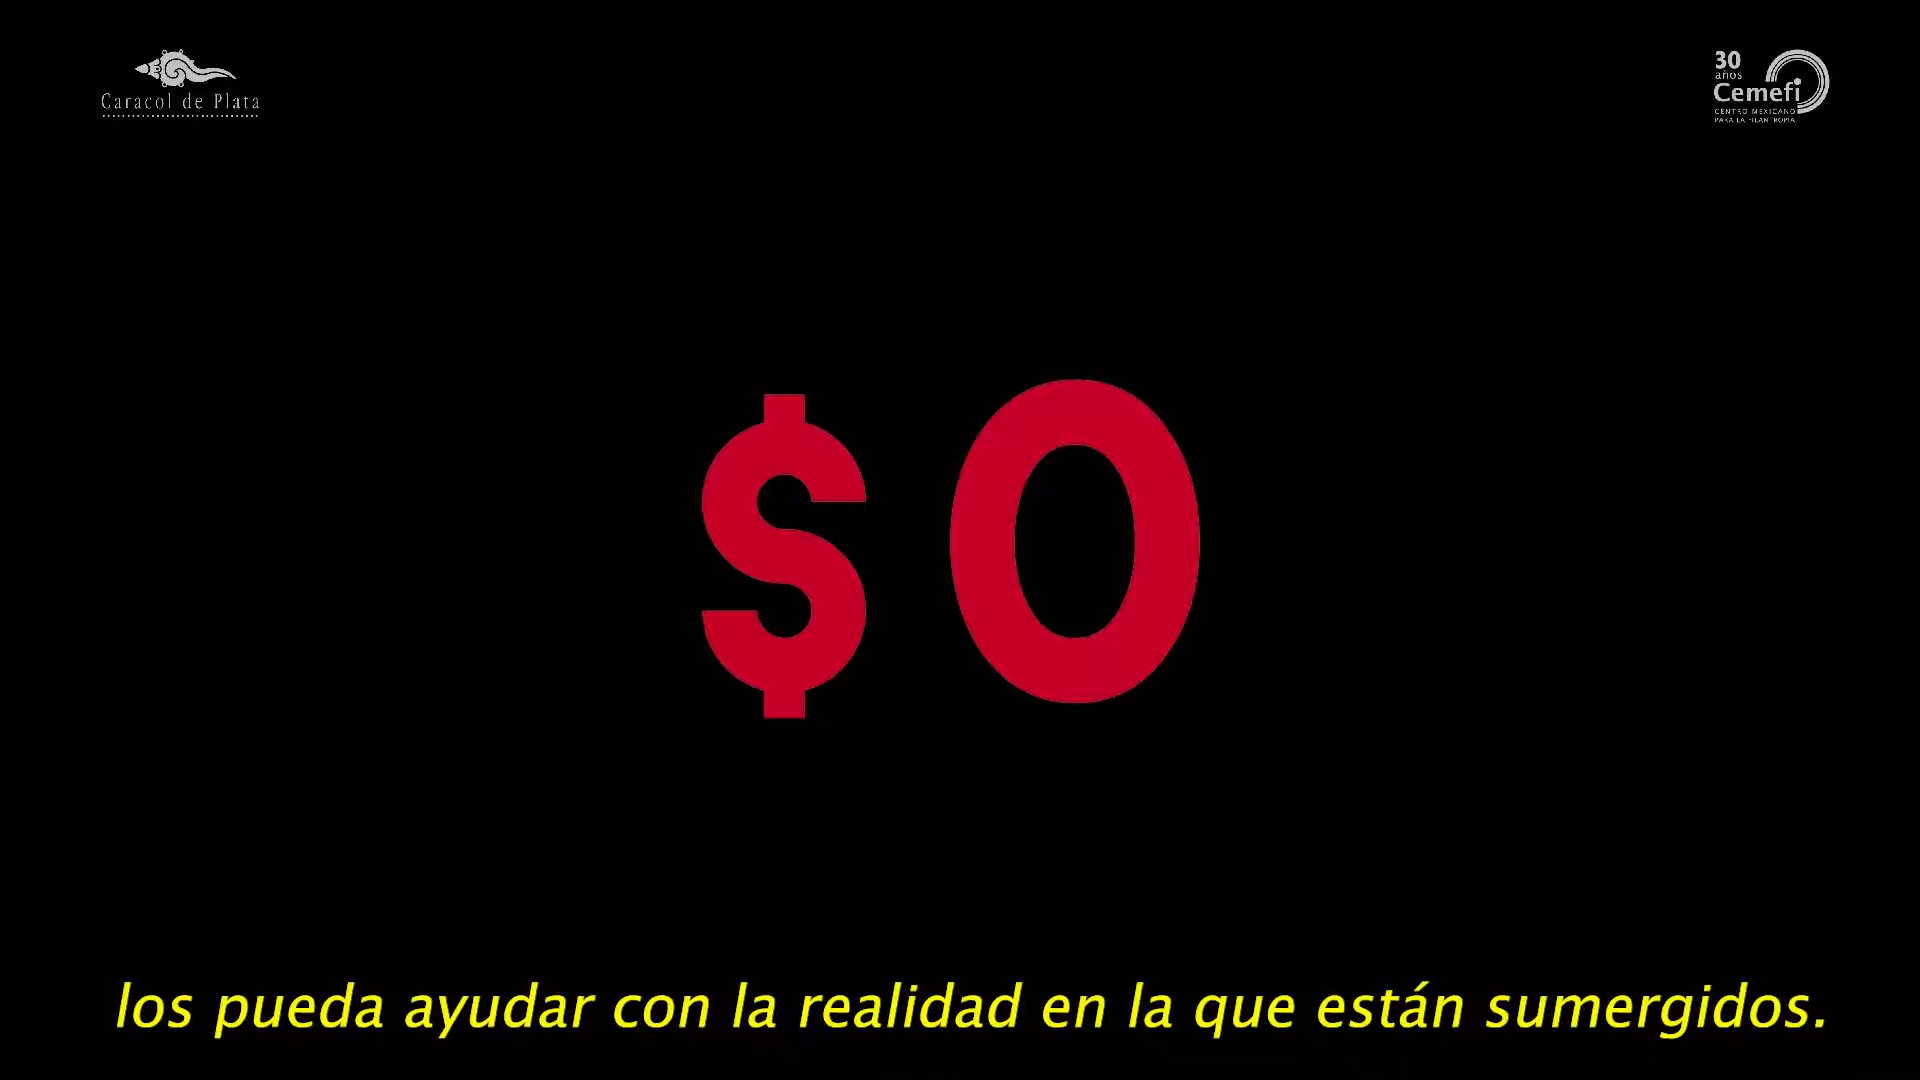 Caracol de Plata
30
años
Cemefi
CENTRO MEXICANO
PARA LA FILANTROPÍA
$0
los pueda ayudar con la realidad en la que están sumergidos.